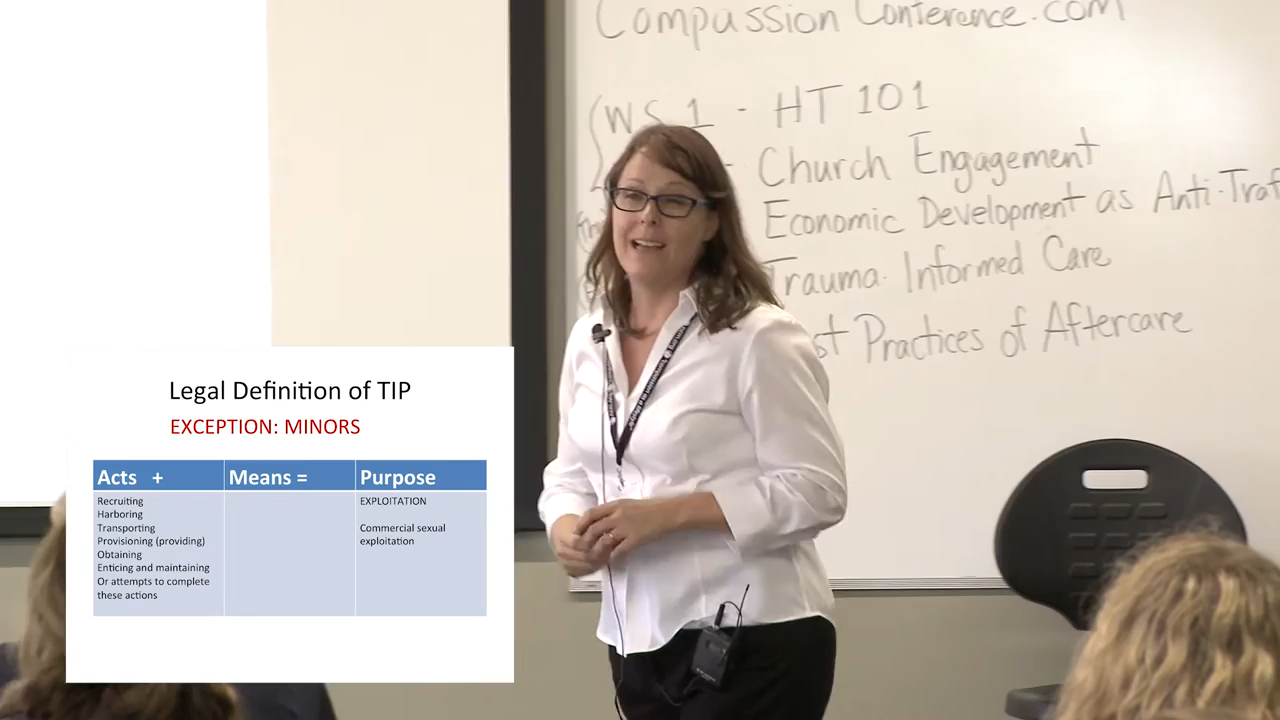 Compassion Conference.com
WS 1 - HT 101
- Church Engagement
Economic Development as Anti-Traf
Trauma-Informed Care
st Practices of Aftercare
Legal Definition of TIP
EXCEPTION: MINORS
Acts + Means = Purpose
Recruiting
Harboring
Transporting
Provisioning (providing)
Obtaining
Enticing and maintaining
Or attempts to complete
these actions
EXPLOITATION
Commercial sexual
exploitation